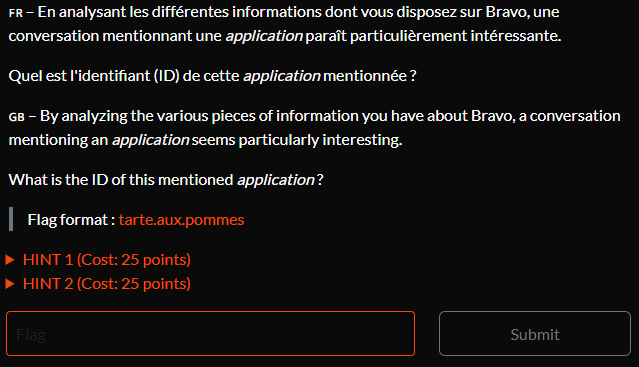 FR – En analysant les différentes informations dont vous disposez sur Bravo, une
conversation mentionnant une application paraît particulièrement intéressante.
Quel est l'identifiant (ID) de cette application mentionnée ?
GB – By analyzing the various pieces of information you have about Bravo, a conversation
mentioning an application seems particularly interesting.
What is the ID of this mentioned application ?
Flag format : tarte.aux.pommes
HINT 1 (Cost: 25 points)
HINT 2 (Cost: 25 points)
Flag
Submit